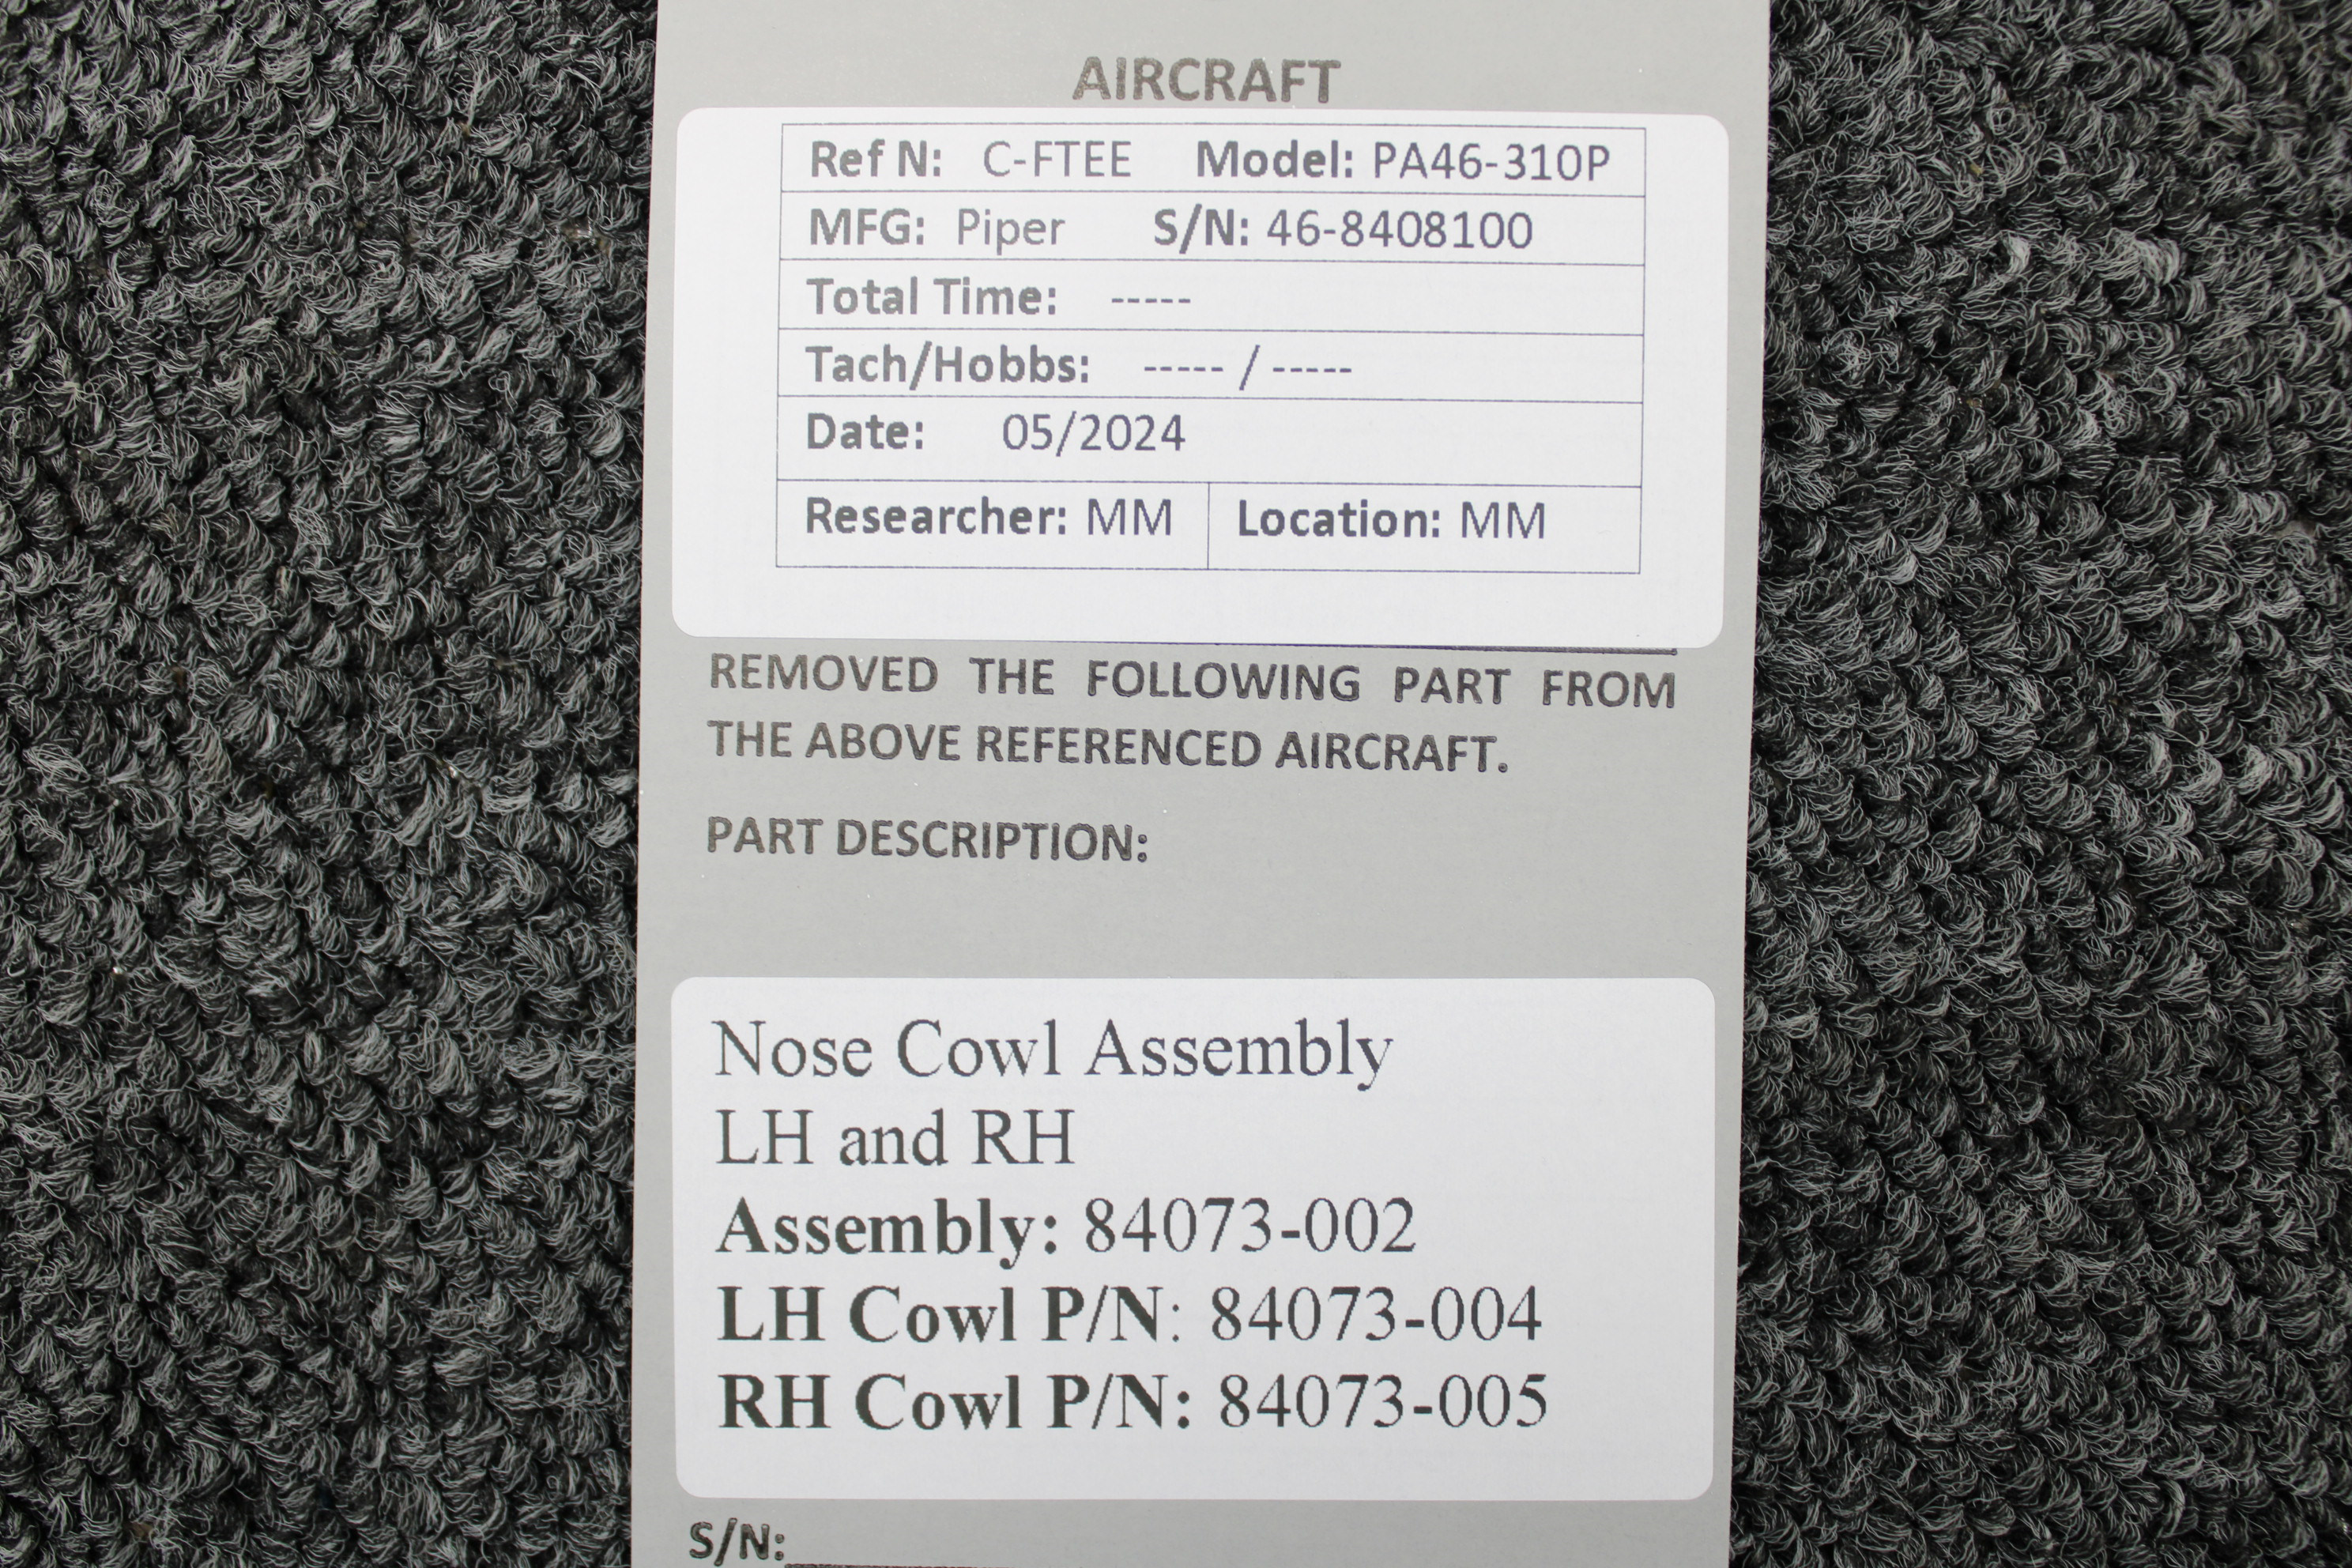 AIRCRAFT
Ref N: C-FTEE Model: PA46-310P
MFG: Piper S/N: 46-8408100
Total Time: -----
Tach/Hobbs: ----- / -----
Date: 05/2024
Researcher: MM Location: MM
REMOVED THE FOLLOWING PART FROM
THE ABOVE REFERENCED AIRCRAFT.
PART DESCRIPTION:
Nose Cowl Assembly
LH and RH
Assembly: 84073-002
LH Cowl P/N: 84073-004
RH Cowl P/N: 84073-005
S/N: